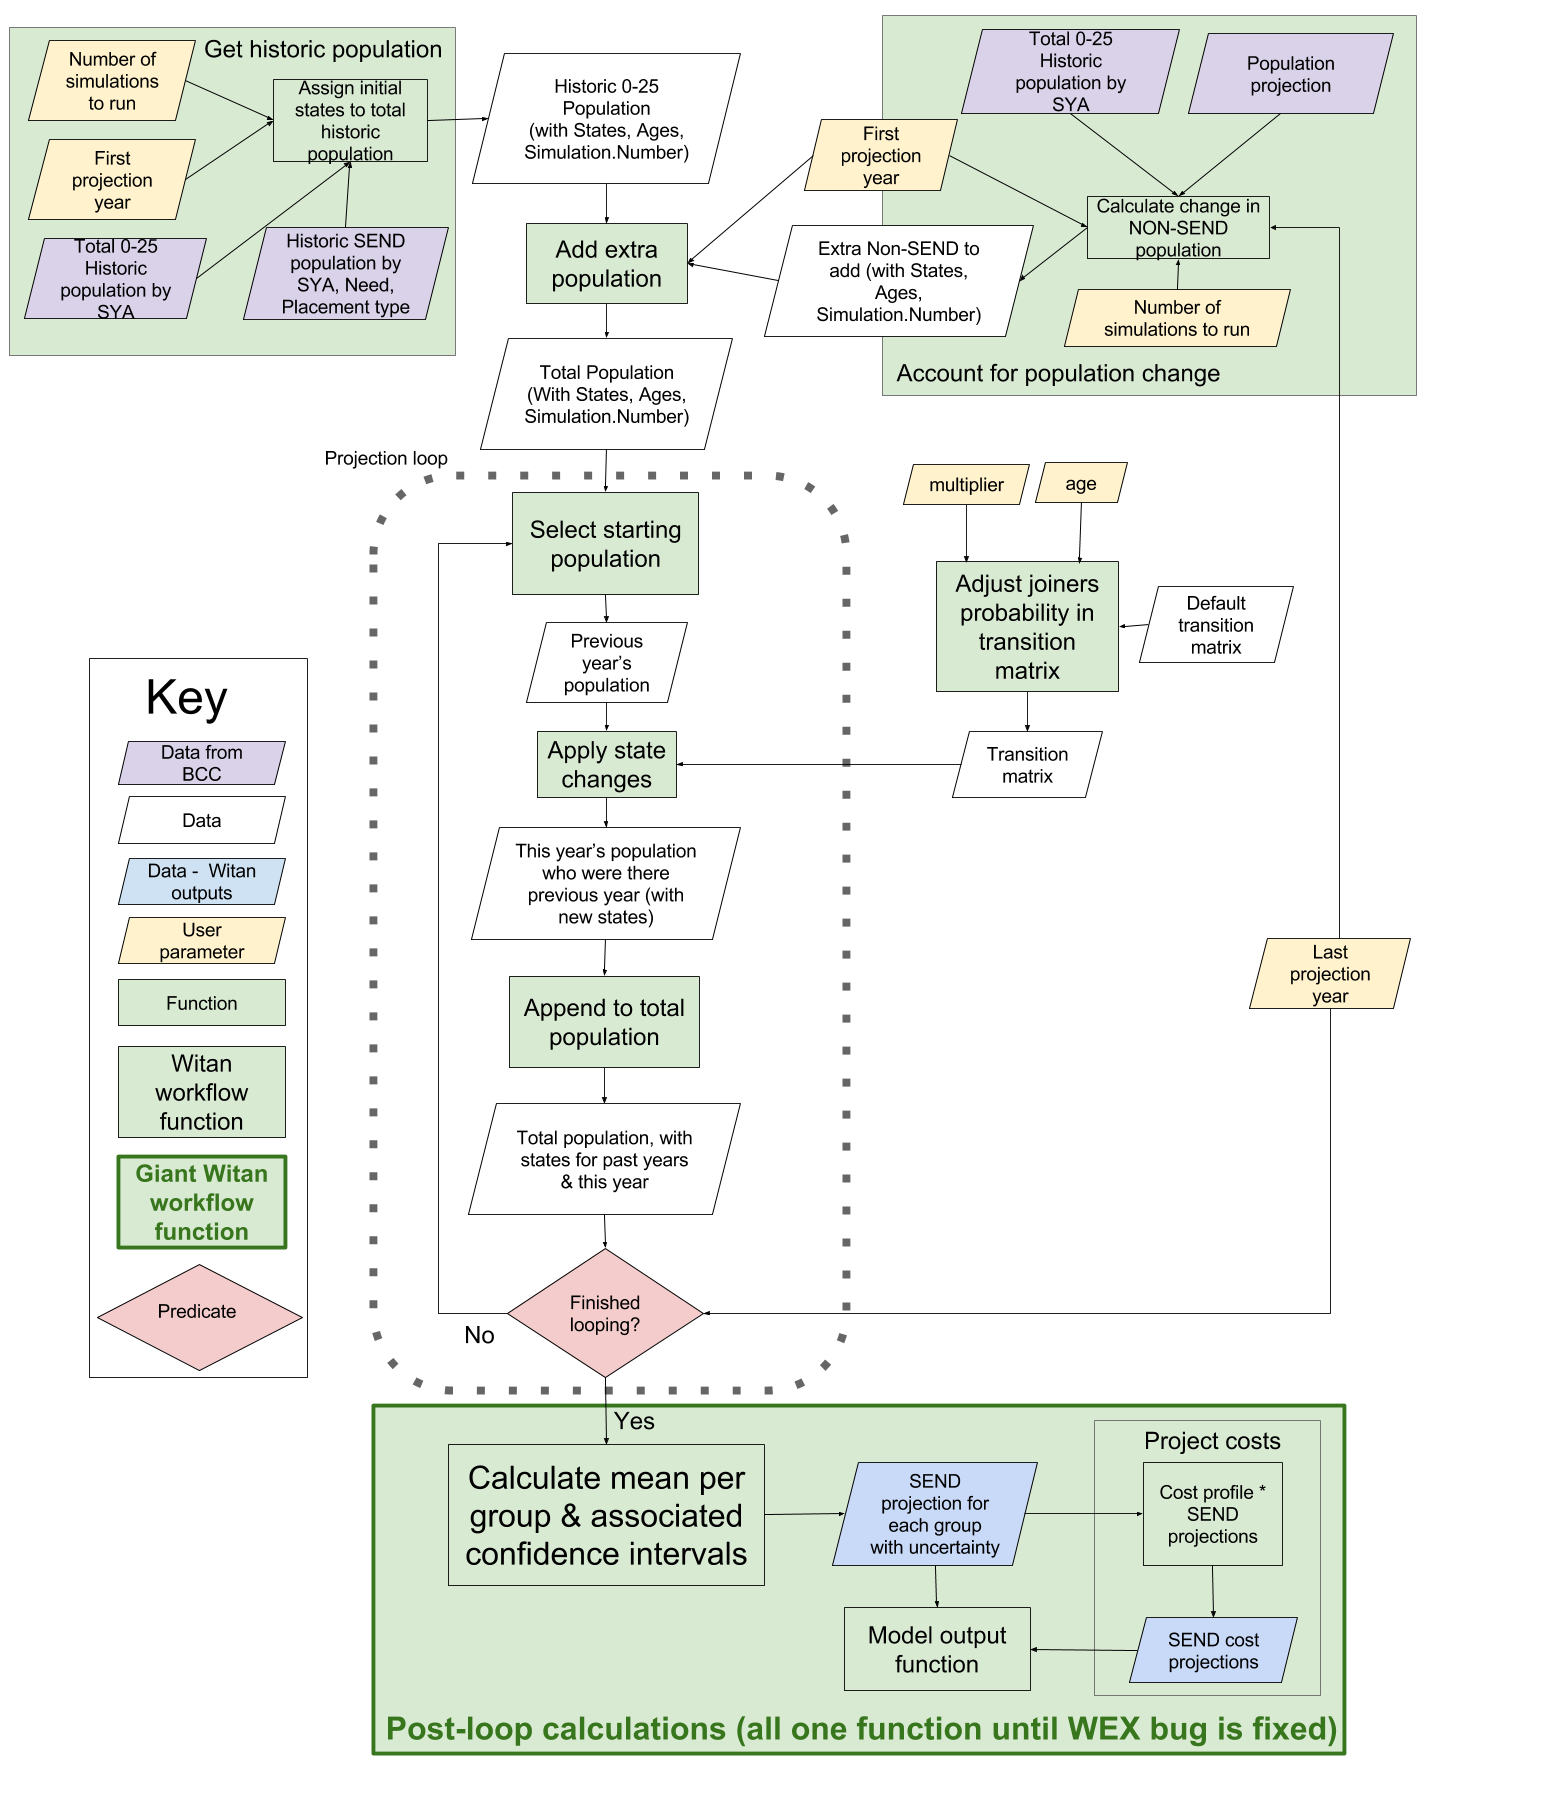 Get historic population
Number of
simulations
to run
Assign initial
states to total
historic
population
First
projection
year
Total 0-25
Historic
population by
SYA
Historic SEND
population by
SYA, Need,
Placement type
Historic 0-25
Population
(with States, Ages,
Simulation.Number)
Total 0-25
Historic
population by
SYA
Population
projection
First
projection
year
Calculate change in
NON-SEND
population
Add extra
population
Extra Non-SEND to
add (with States,
Ages,
Simulation.Number)
Number of
simulations to run
Account for population change
Total Population
(With States, Ages,
Simulation.Number)
Projection loop
Select starting
population
multiplier
age
Adjust joiners
probability in
transition
matrix
Default
transition
matrix
Previous
year’s
population
Apply state
changes
Transition
matrix
This year’s population
who were there
previous year (with
new states)
Append to total
population
Last
projection
year
Total population, with
states for past years
& this year
Finished
looping?
No
Yes
Key
Data from
BCC
Data
Data -  Witan
outputs
User
parameter
Function
Witan
workflow
function
Giant Witan
workflow
function
Predicate
Calculate mean per
group & associated
confidence intervals
SEND
projection for
each group
with uncertainty
Project costs
Cost profile *
SEND
projections
Model output
function
SEND cost
projections
Post-loop calculations (all one function until WEX bug is fixed)